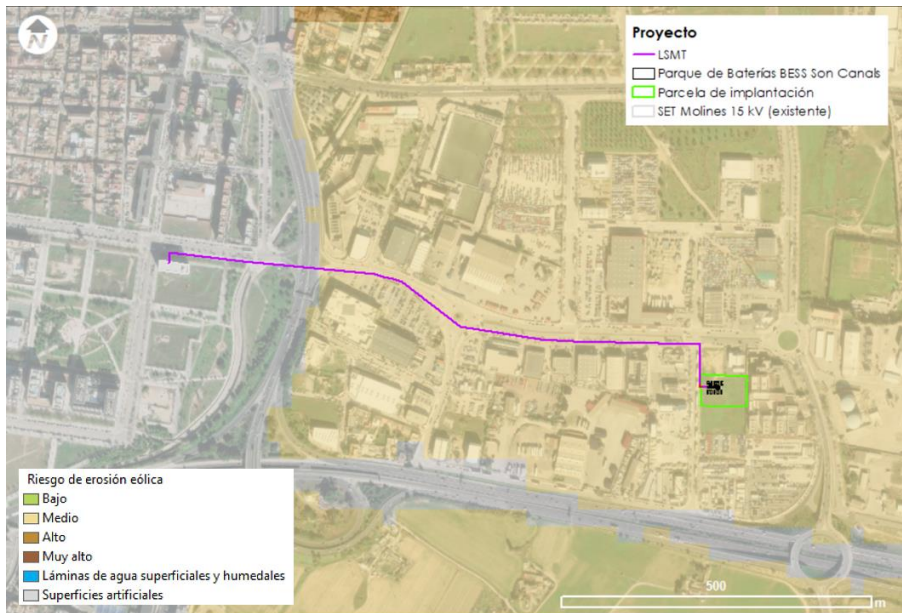 N
Proyecto
LSMT
Parque de Baterías BESS Son Canals
Parcela de implantación
SET Molines 15 kV (existente)
Riesgo de erosión eólica
Bajo
Medio
Alto
Muy alto
Láminas de agua superficiales y humedales
Superficies artificiales
500
m